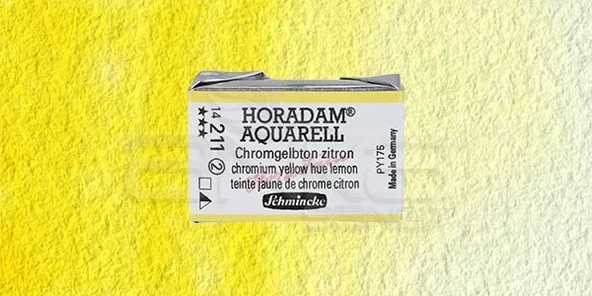 HORADAM®
AQUARELL
Chromgelbton zitron
chromium yellow hue lemon
teinte jaune de chrome citron
Schmincke
14
211
2
PY175
Made in Germany